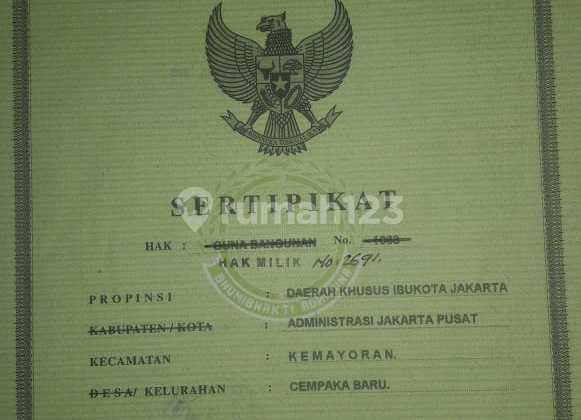 SERTIPIKAT
rumah123
HAK : GUNA BANGUNAN No.
HAK MILIK No. 2691.
PROPINSI : DAERAH KHUSUS IBUKOTA JAKARTA
KABUPATEN / KOTA : ADMINISTRASI JAKARTA PUSAT
KECAMATAN : KEMAYORAN.
DESA/ KELURAHAN : CEMPAKA BARU.